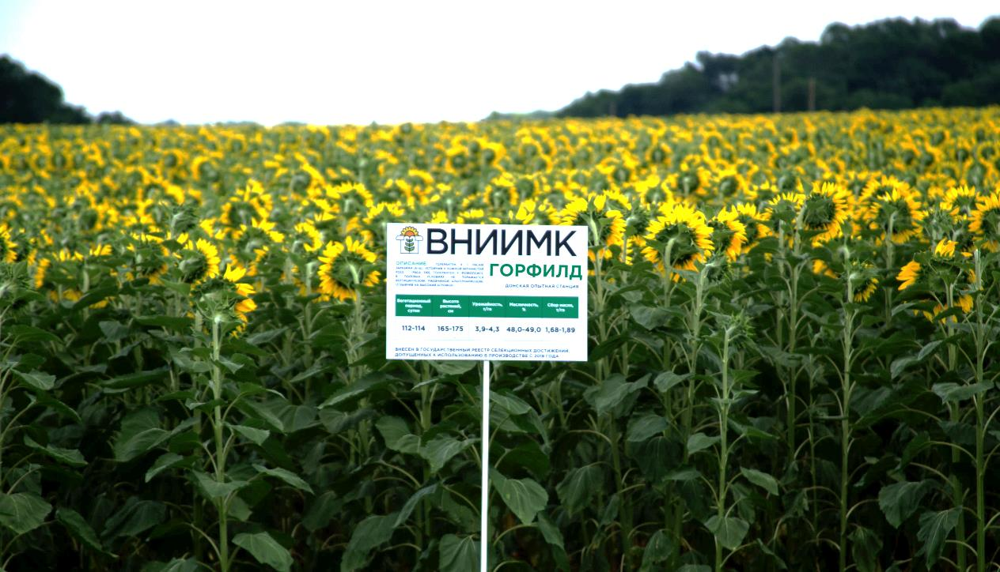 ВНИИМК
ГОРФИЛД
ДОНСКАЯ ОПЫТНАЯ СТАНЦИЯ
ОПИСАНИЕ:
Вегетационный период, сутки
Высота растений, см
Урожайность, т/га
Масличность, %
Сбор масла, т/га
112-114 165-175 3,9-4,3 48,0-49,0 1,68-1,89
ВНЕСЕН В ГОСУДАРСТВЕННЫЙ РЕЕСТР СЕЛЕКЦИОННЫХ ДОСТИЖЕНИЙ,
ДОПУЩЕННЫХ К ИСПОЛЬЗОВАНИЮ В ПРОИЗВОДСТВЕ С 2018 ГОДА